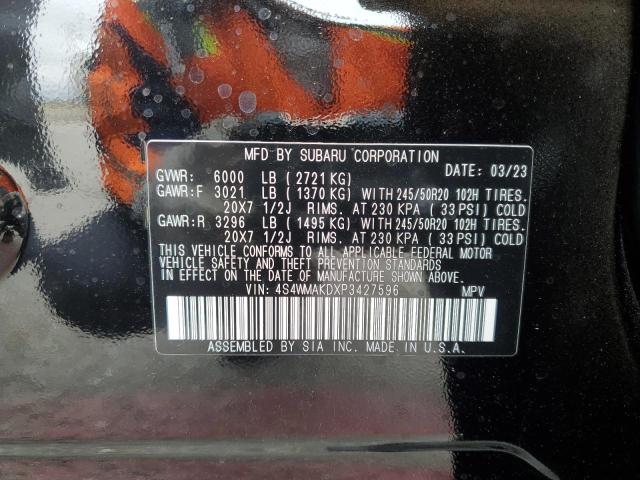 MFD BY SUBARU CORPORATION
DATE: 03/23
GVWR: 6000 LB (2721 KG)
GAWR:F 3021 LB (1370 KG) WITH 245/50R20 102H TIRES.
20X7 1/2J RIMS. AT 230 KPA (33 PSI) COLD
GAWR:R 3296 LB (1495 KG) WITH 245/50R20 102H TIRES.
20X7 1/2J RIMS. AT 230 KPA (33 PSI) COLD
THIS VEHICLE CONFORMS TO ALL APPLICABLE FEDERAL MOTOR
VEHICLE SAFETY AND THEFT PREVENTION STANDARDS
IN EFFECT ON THE DATE OF MANUFACTURE SHOWN ABOVE.
VIN: 4S4WMAKDXP3427596 MPV
ASSEMBLED BY SIA INC. MADE IN U.S.A.